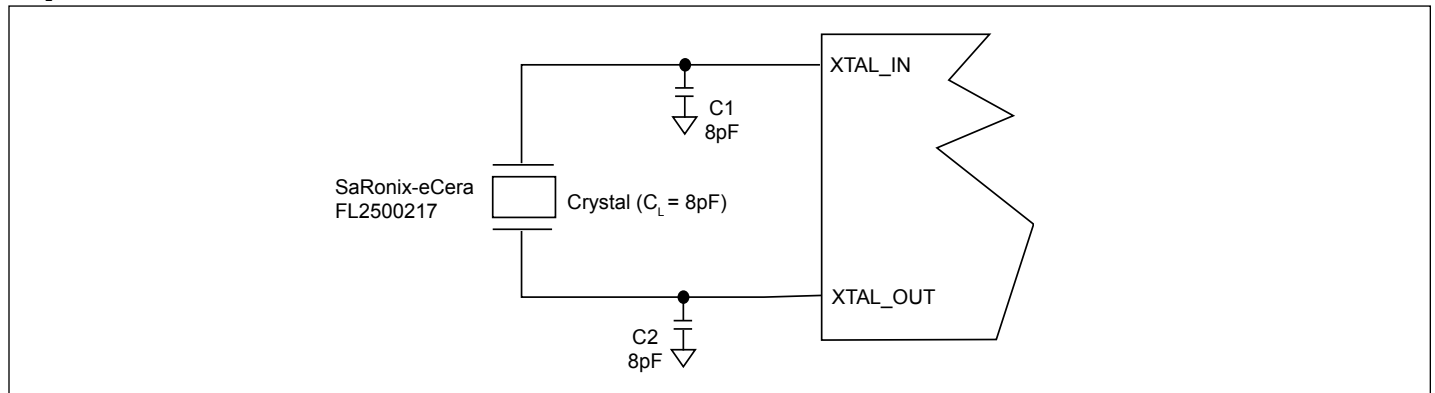 XTAL_IN
C1
8pF
SaRonix-eCera
FL2500217
Crystal (CL = 8pF)
XTAL_OUT
C2
8pF